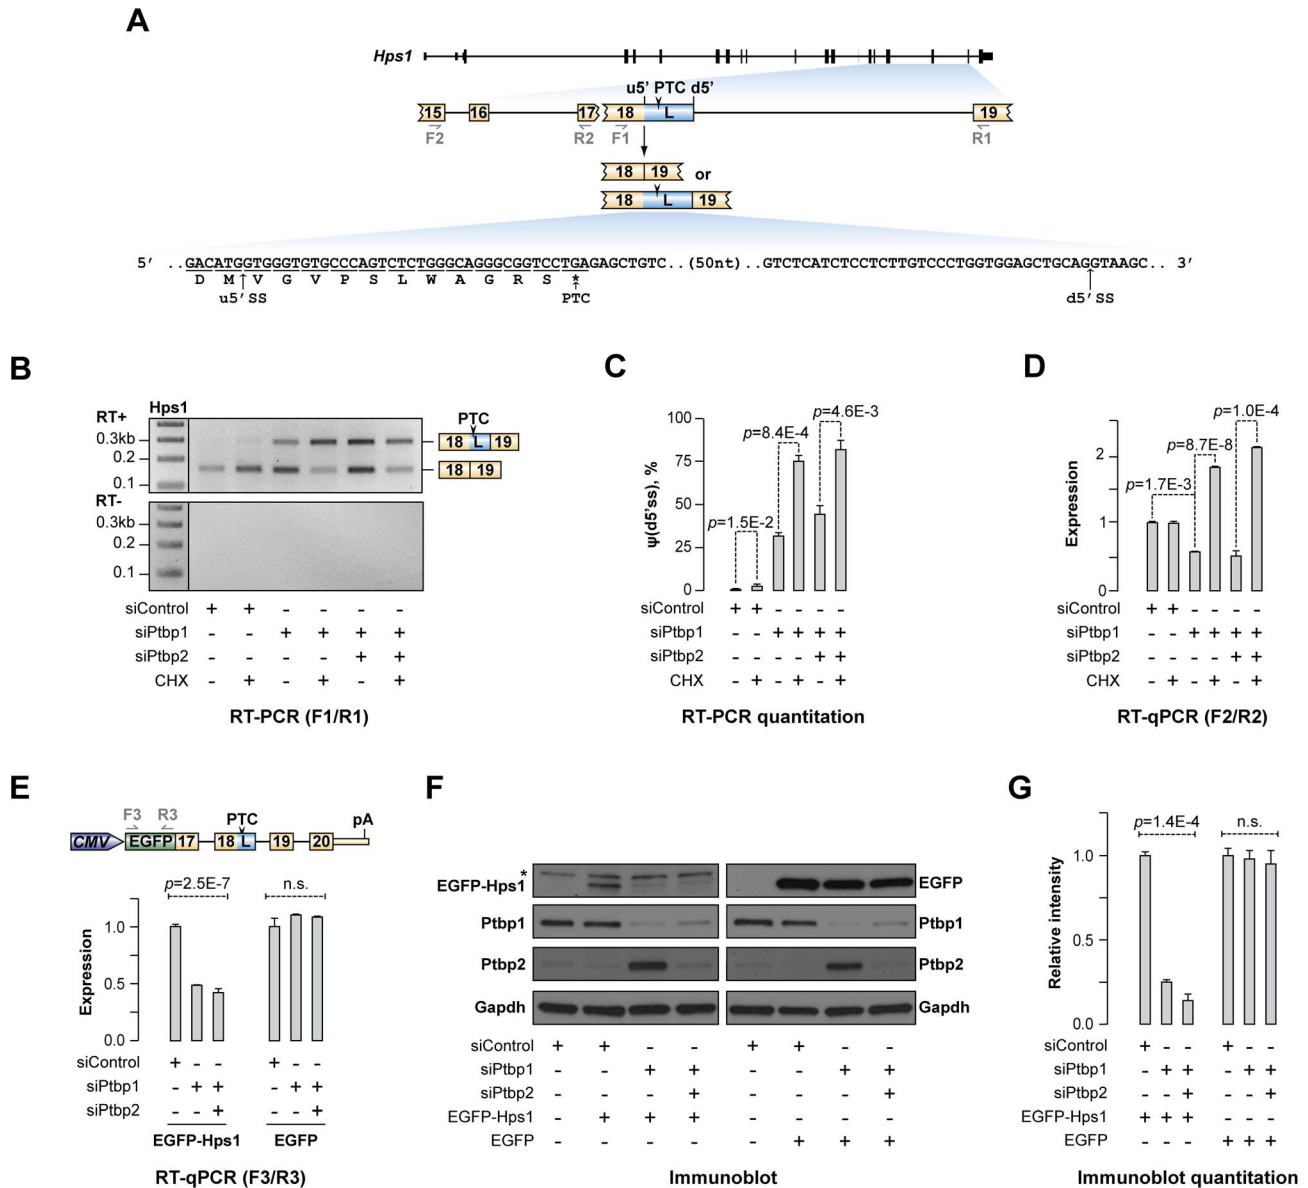 A
Hps1
u5' PTC d5'
15 16 17 18 L 19
F2 R2 F1 R1
18 19 or
18 L 19
5' ..GACATGGTGGGTGTGCCCAGTCTCTGGGCAGGGCGGTCCTGAGAGCTGTC..(50nt)..GTCTCATCTCCTCTTGTCCCTGGTGGAGCTGCAGGTAAGC.. 3'
D M V G V P S L W A G R S *
u5'SS PTC d5'SS
B
RT+ Hps1
0.3kb
0.2
0.1
RT-
0.3kb
0.2
0.1
PTC
18 L 19
18 19
siControl + + - - - -
siPtbp1 - - + + + +
siPtbp2 - - - - + +
CHX - + - + - +
RT-PCR (F1/R1)
C
ψ(d5'ss), %
100
75
50
25
0
p=1.5E-2
p=8.4E-4
p=4.6E-3
siControl + + - - - -
siPtbp1 - - + + + +
siPtbp2 - - - - + +
CHX - + - + - +
RT-PCR quantitation
D
Expression
2
1
0
p=1.7E-3
p=8.7E-8
p=1.0E-4
siControl + + - - - -
siPtbp1 - - + + + +
siPtbp2 - - - - + +
CHX - + - + - +
RT-qPCR (F2/R2)
E
F3 R3 PTC pA
CMV EGFP 17 18 L 19 20
p=2.5E-7 n.s.
Expression
1.0
0.5
0.0
siControl + - - + - -
siPtbp1 - + + - + +
siPtbp2 - - + - - +
EGFP-Hps1 EGFP
RT-qPCR (F3/R3)
F
*
EGFP-Hps1 EGFP
Ptbp1 Ptbp1
Ptbp2 Ptbp2
Gapdh Gapdh
siControl + + - - + + - -
siPtbp1 - - + + - - + +
siPtbp2 - - - + - - - +
EGFP-Hps1 - + + + - - - -
EGFP - - - - - + + +
Immunoblot
G
Relative intensity
1.0
0.5
0.0
p=1.4E-4 n.s.
siControl + - - + - -
siPtbp1 - + + - + +
siPtbp2 - - + - - +
EGFP-Hps1 + + + - - -
EGFP - - - + + +
Immunoblot quantitation